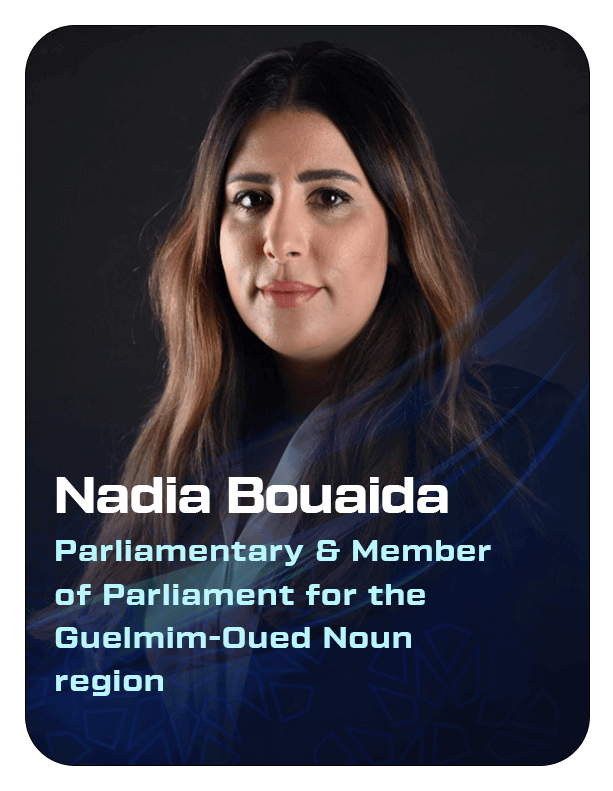 Nadia Bouaida
Parliamentary & Member
of Parliament for the
Guelmim-Oued Noun
region